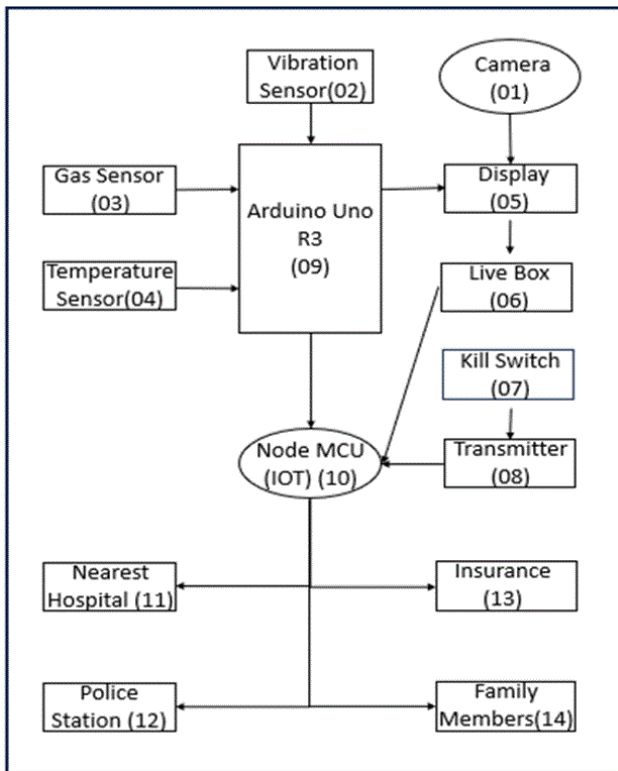 Vibration
Sensor(02)
Camera
(01)
Gas Sensor
(03)
Arduino Uno
R3
(09)
Display
(05)
Temperature
Sensor(04)
Live Box
(06)
Kill Switch
(07)
Node MCU
(IOT) (10)
Transmitter
(08)
Nearest
Hospital (11)
Insurance
(13)
Police
Station (12)
Family
Members(14)